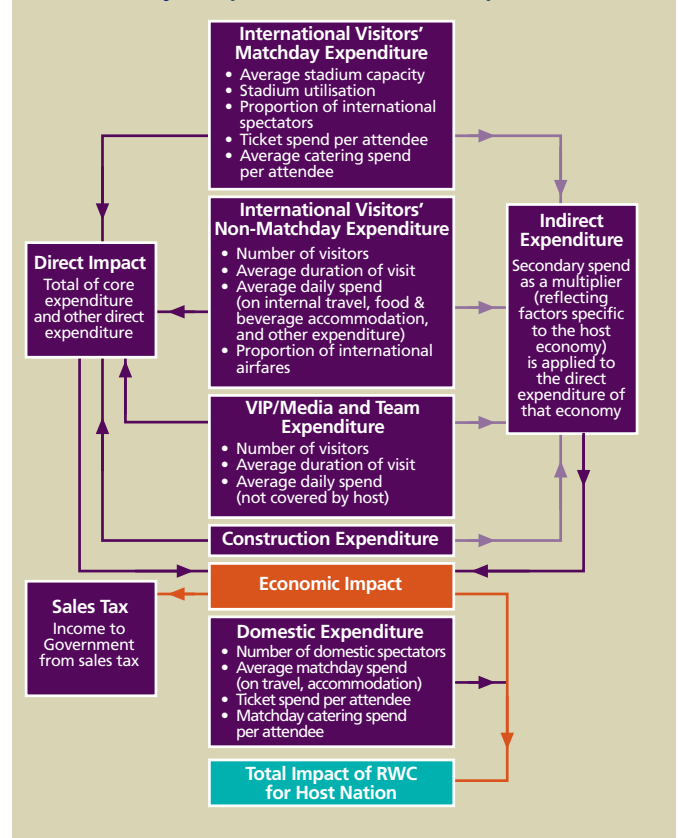 International Visitors'
Matchday Expenditure
• Average stadium capacity
• Stadium utilisation
• Proportion of international
spectators
• Ticket spend per attendee
• Average catering spend
per attendee
International Visitors'
Non-Matchday Expenditure
• Number of visitors
• Average duration of visit
• Average daily spend
(on internal travel, food &
beverage accommodation,
and other expenditure)
• Proportion of international
airfares
Direct Impact
Total of core
expenditure
and other direct
expenditure
Indirect
Expenditure
Secondary spend
as a multiplier
(reflecting
factors specific
to the host
economy)
is applied to
the direct
expenditure of
that economy
VIP/Media and Team
Expenditure
• Number of visitors
• Average duration of visit
• Average daily spend
(not covered by host)
Construction Expenditure
Economic Impact
Sales Tax
Income to
Government
from sales tax
Domestic Expenditure
• Number of domestic spectators
• Average matchday spend
(on travel, accommodation)
• Ticket spend per attendee
• Matchday catering spend
per attendee
Total Impact of RWC
for Host Nation